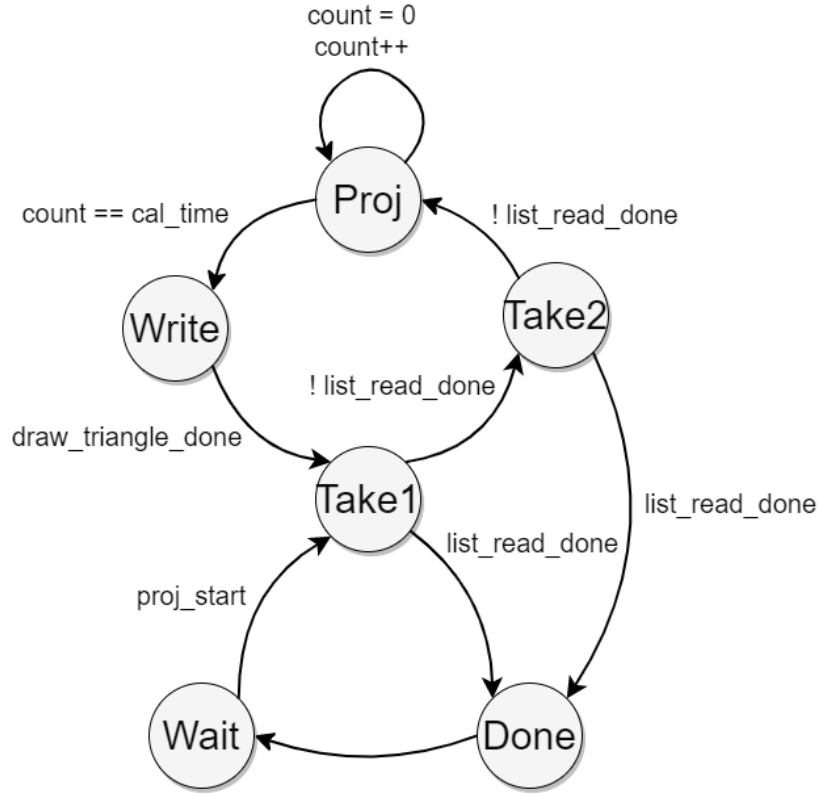 count = 0
count++
Proj
count == cal_time
! list_read_done
Take2
Write
! list_read_done
draw_triangle_done
Take1
list_read_done
list_read_done
proj_start
Wait
Done